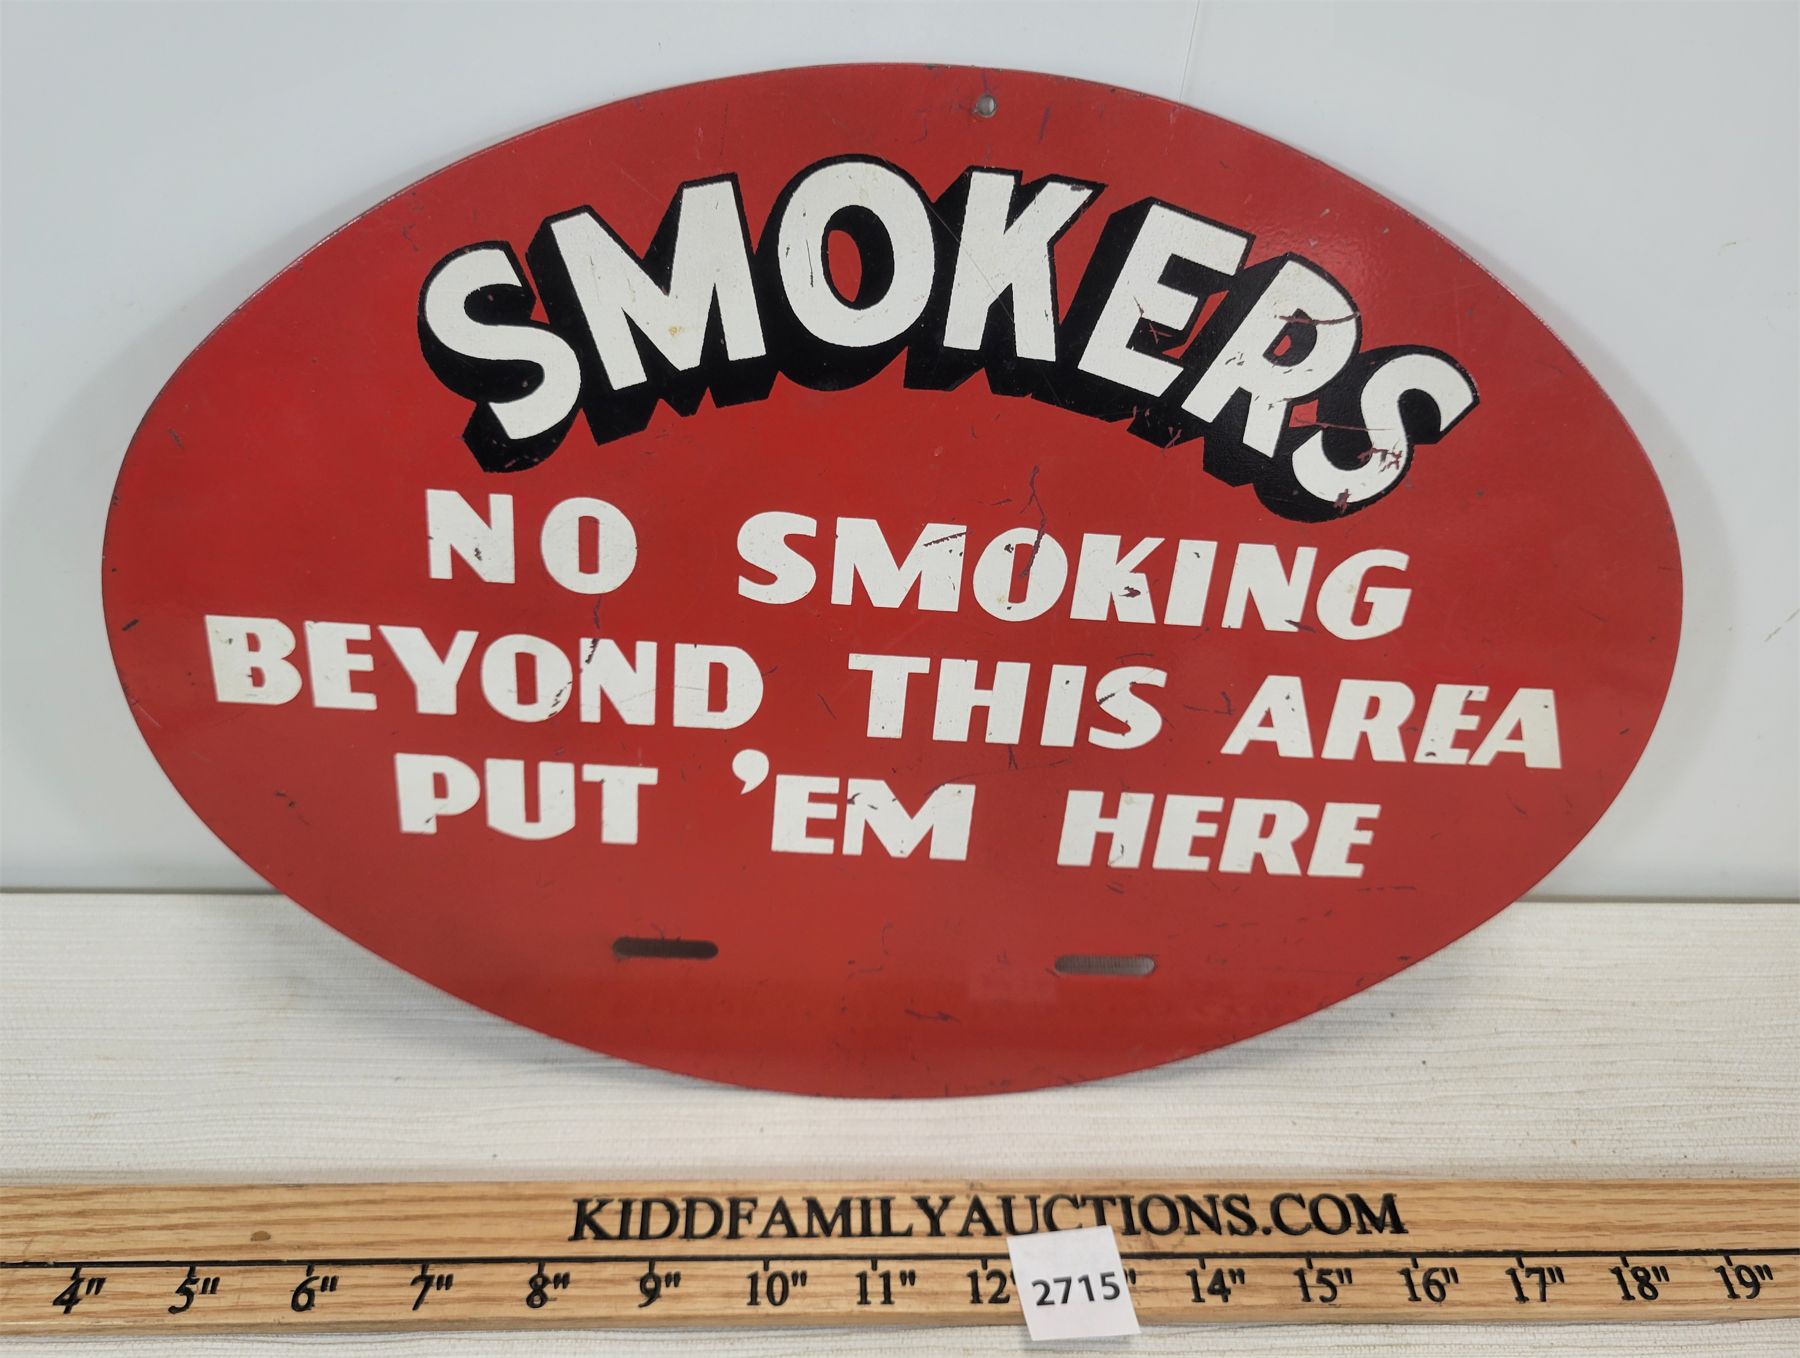 SMOKERS
NO SMOKING
BEYOND THIS AREA
PUT 'EM HERE
KIDDFAMILYAUCTIONS.COM
4" 5" 6" 7" 8" 9" 10" 11" 12" 14" 15" 16" 17" 18" 19"
2715